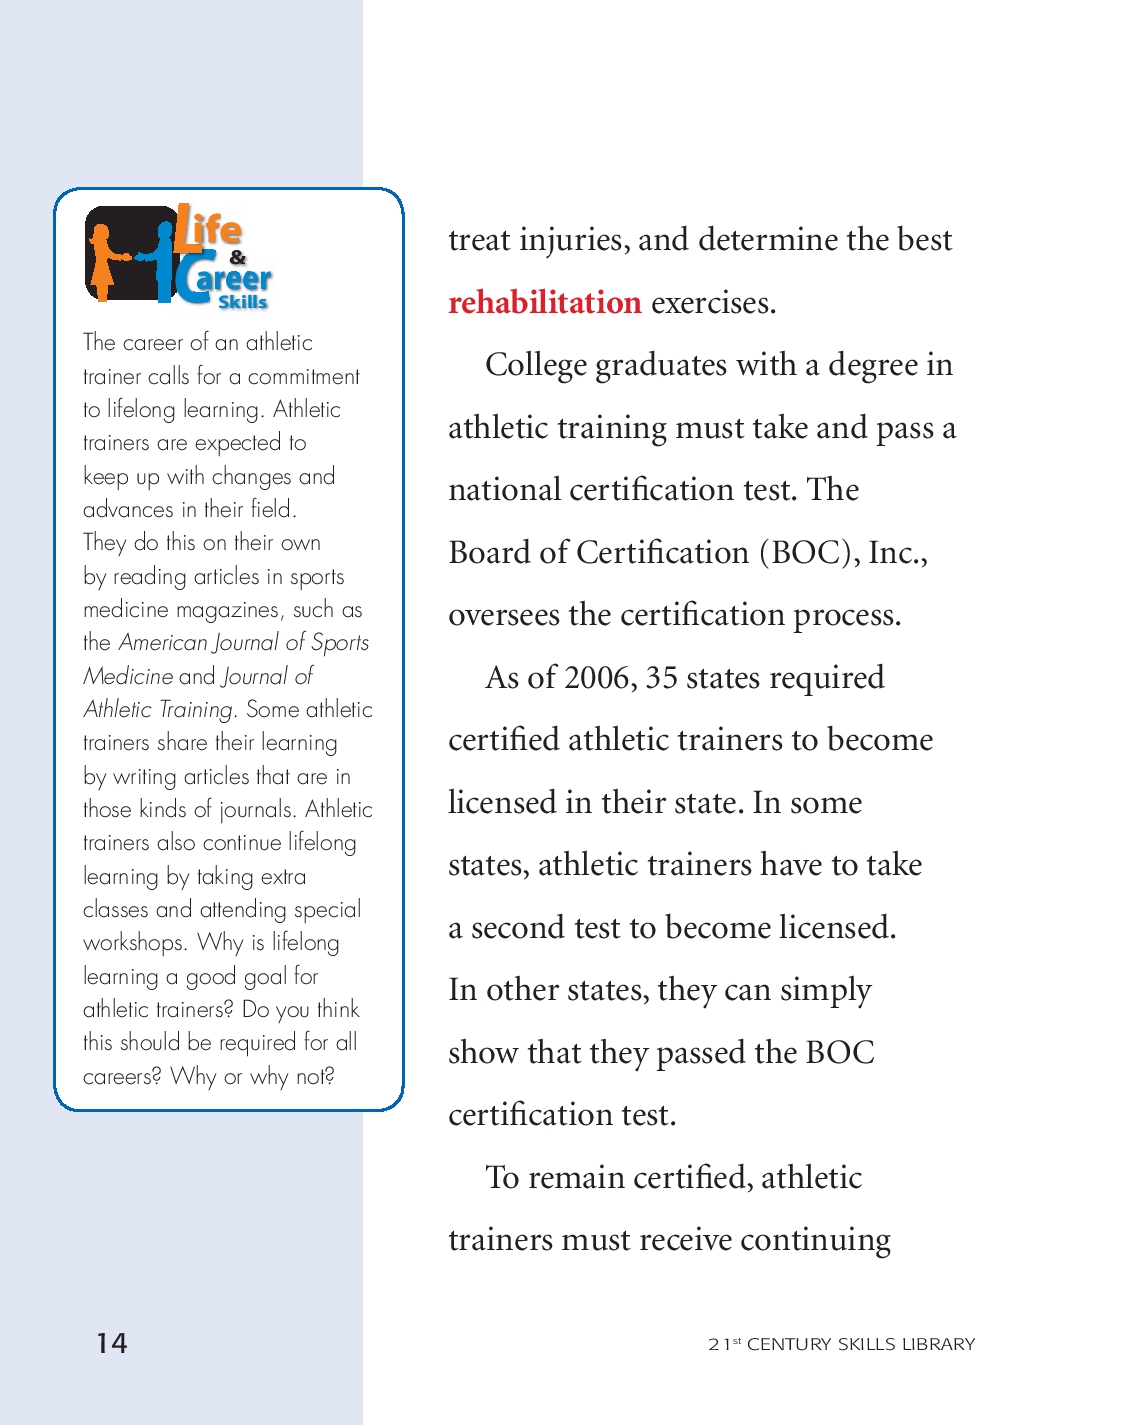 Life
&
Career
Skills
The career of an athletic
trainer calls for a commitment
to lifelong learning. Athletic
trainers are expected to
keep up with changes and
advances in their field.
They do this on their own
by reading articles in sports
medicine magazines, such as
the American Journal of Sports
Medicine and Journal of
Athletic Training. Some athletic
trainers share their learning
by writing articles that are in
those kinds of journals. Athletic
trainers also continue lifelong
learning by taking extra
classes and attending special
workshops. Why is lifelong
learning a good goal for
athletic trainers? Do you think
this should be required for all
careers? Why or why not?
treat injuries, and determine the best
rehabilitation exercises.
College graduates with a degree in
athletic training must take and pass a
national certification test. The
Board of Certification (BOC), Inc.,
oversees the certification process.
As of 2006, 35 states required
certified athletic trainers to become
licensed in their state. In some
states, athletic trainers have to take
a second test to become licensed.
In other states, they can simply
show that they passed the BOC
certification test.
To remain certified, athletic
trainers must receive continuing
14
21st CENTURY SKILLS LIBRARY